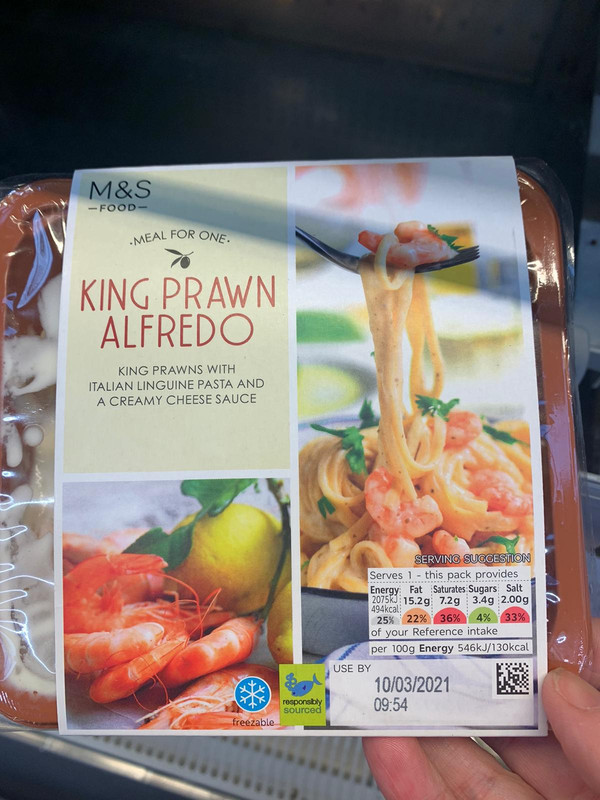 M&S
—FOOD—
·MEAL FOR ONE·
KING PRAWN
ALFREDO
KING PRAWNS WITH
ITALIAN LINGUINE PASTA AND
A CREAMY CHEESE SAUCE
SERVING SUGGESTION
Serves 1 - this pack provides
Energy Fat Saturates Sugars Salt
2075kJ 15.2g 7.2g 3.4g 2.00g
494kcal
25% 22% 36% 4% 33%
of your Reference intake
per 100g Energy 546kJ/130kcal
freezable
responsibly
sourced
USE BY
10/03/2021
09:54